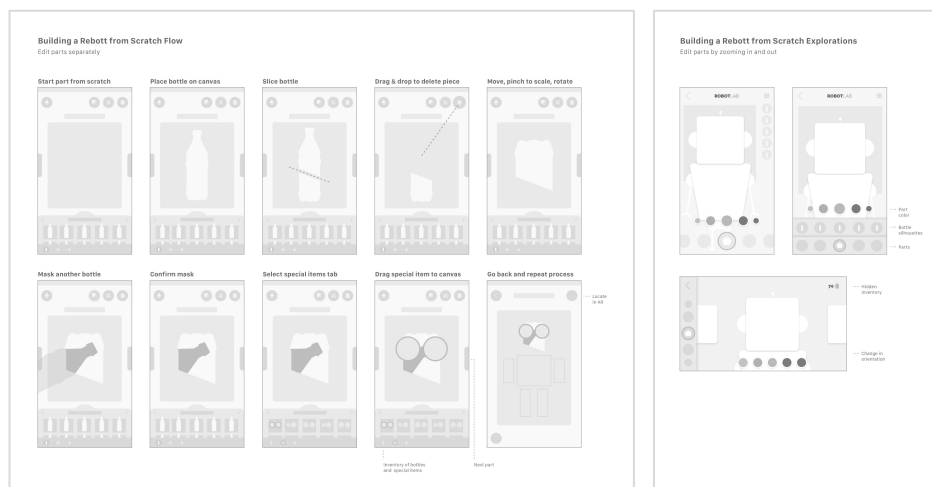 Building a Rebott from Scratch Flow
Edit parts separately
Start part from scratch
Place bottle on canvas
Slice bottle
Drag & drop to delete piece
Move, pinch to scale, rotate
Mask another bottle
Confirm mask
Select special items tab
Drag special item to canvas
Go back and repeat process
Locate
in AR
Inventory of bottles
and special items
Next part
Building a Rebott from Scratch Explorations
Edit parts by zooming in and out
ROBOTLAB
ROBOTLAB
Part
color
Bottle
silhouettes
Parts
79
Hidden
inventory
Change in
orientation